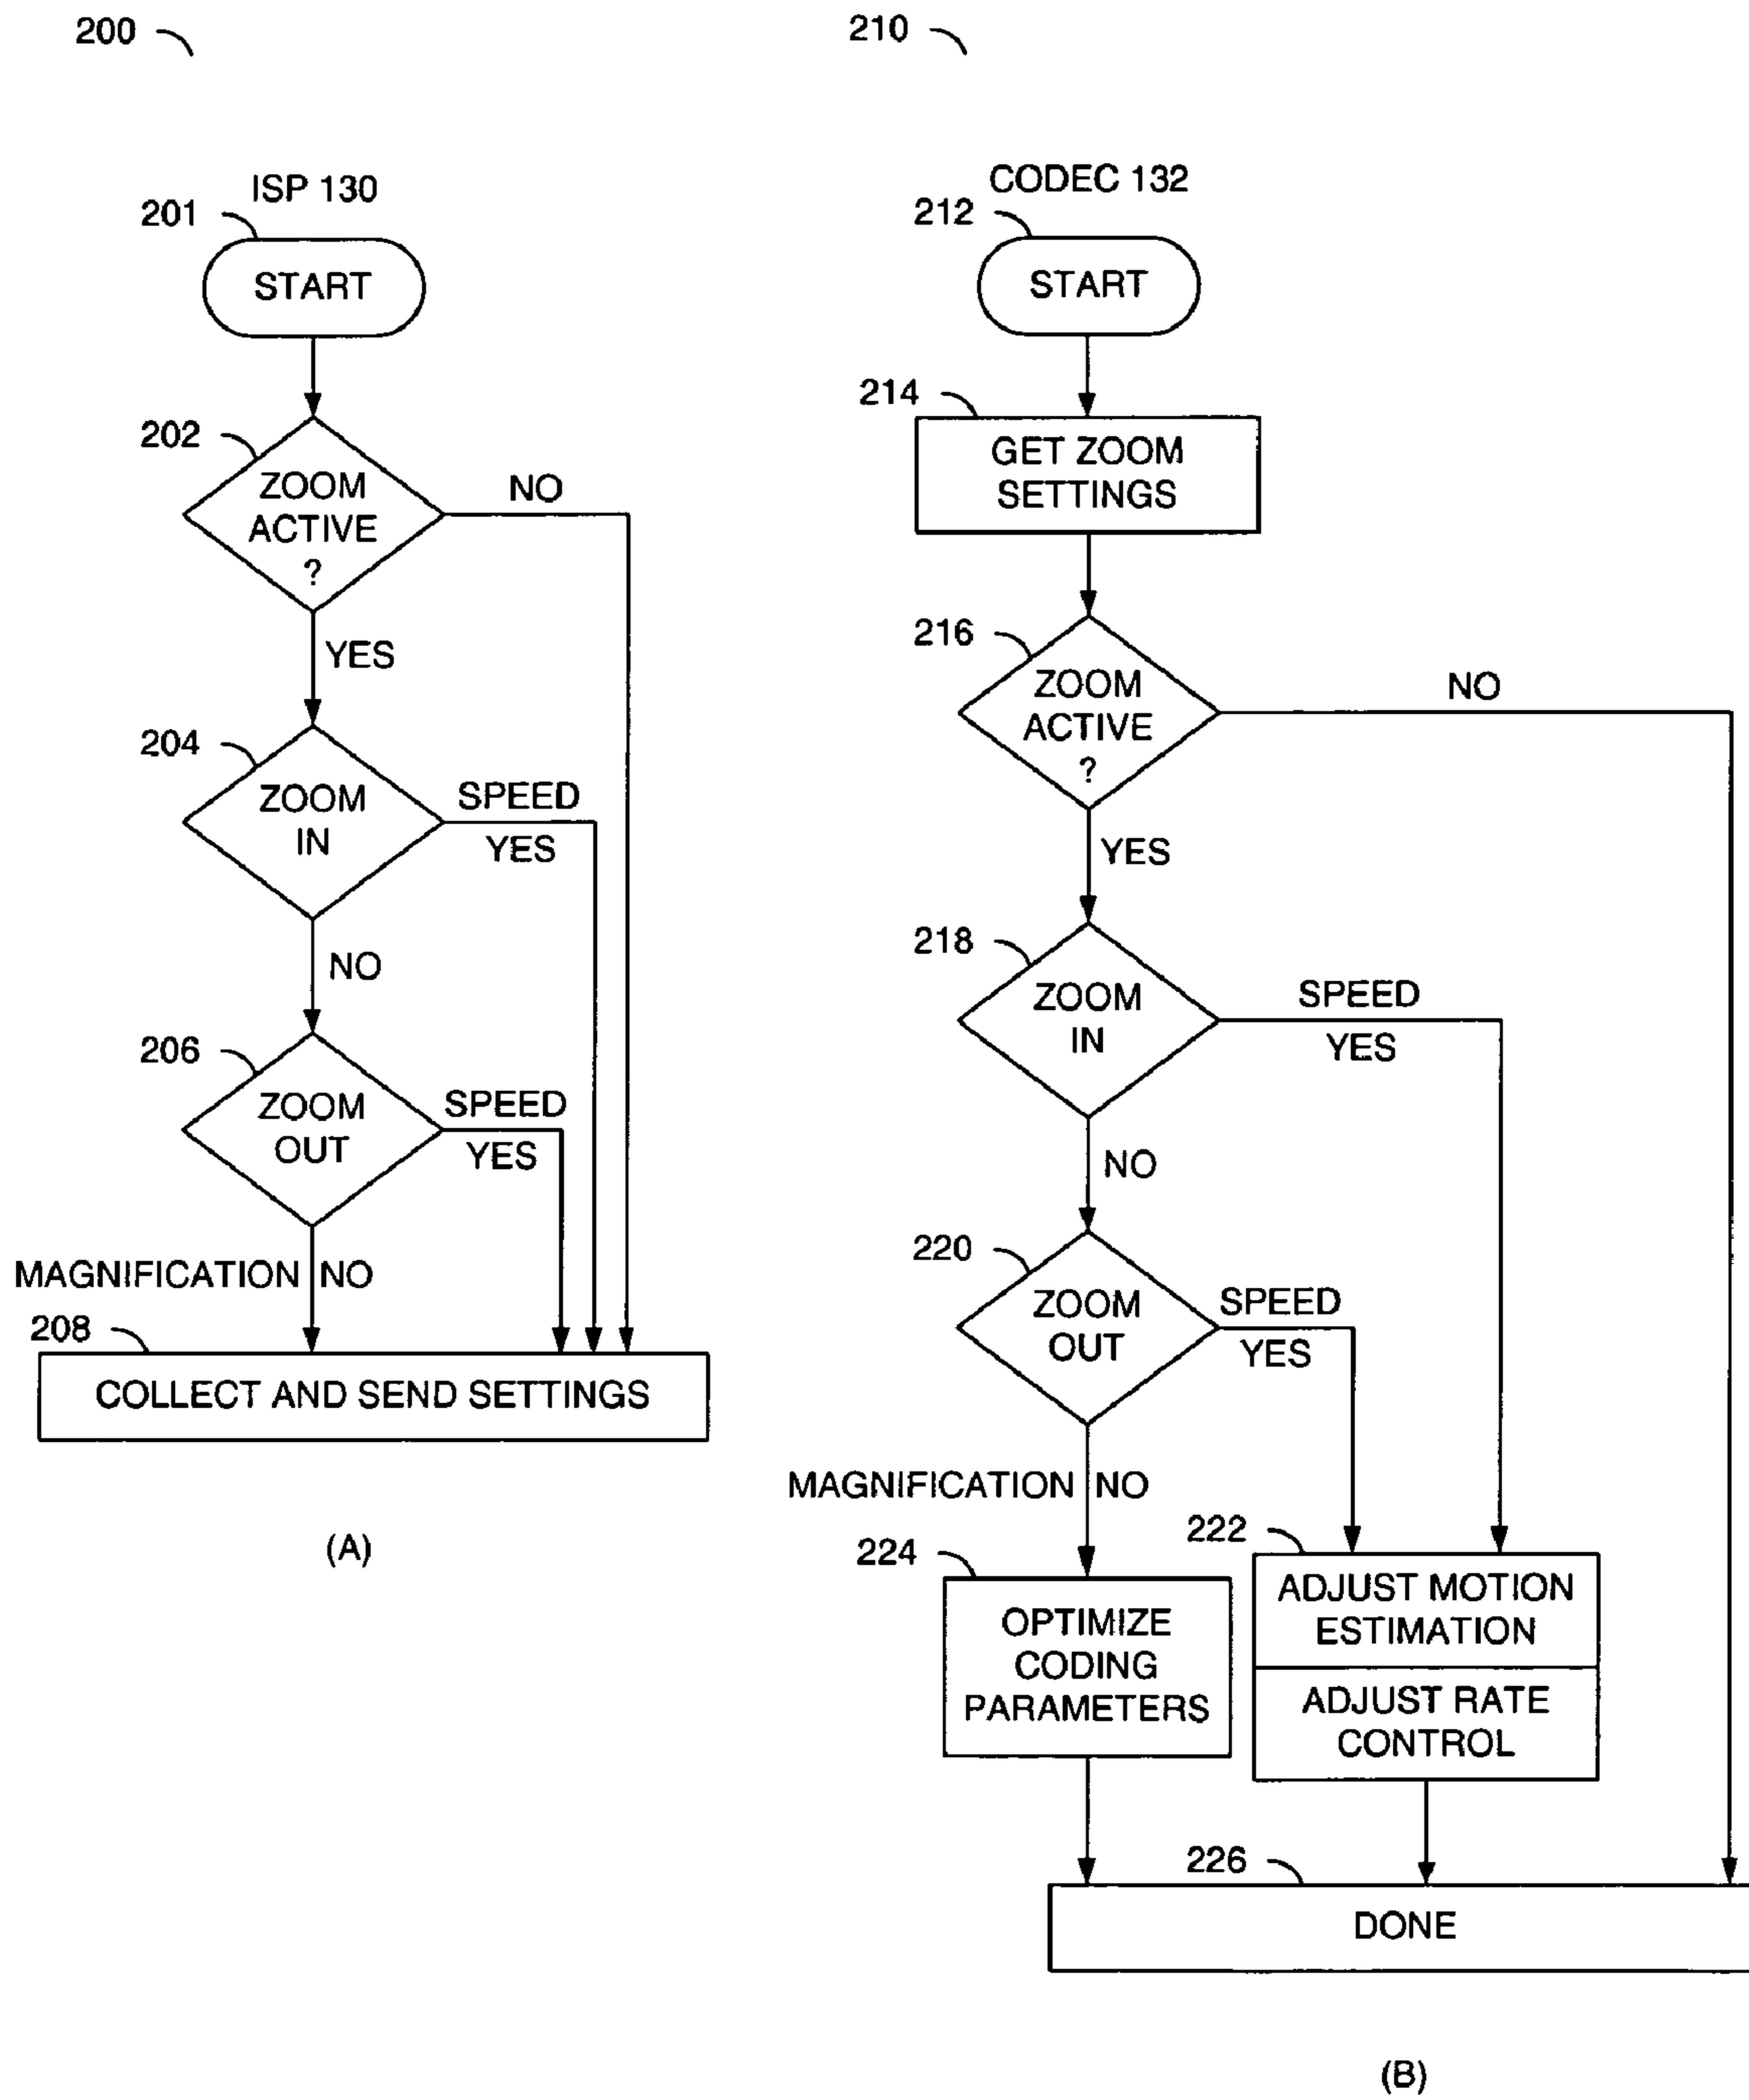 200
210
ISP 130
201
START
202
ZOOM
ACTIVE
?
NO
YES
204
ZOOM
IN
SPEED
YES
NO
206
ZOOM
OUT
SPEED
YES
MAGNIFICATION NO
208
COLLECT AND SEND SETTINGS
(A)
CODEC 132
212
START
214
GET ZOOM
SETTINGS
216
ZOOM
ACTIVE
?
NO
YES
218
ZOOM
IN
SPEED
YES
NO
220
ZOOM
OUT
SPEED
YES
MAGNIFICATION NO
224
OPTIMIZE
CODING
PARAMETERS
222
ADJUST MOTION
ESTIMATION
ADJUST RATE
CONTROL
226
DONE
(B)